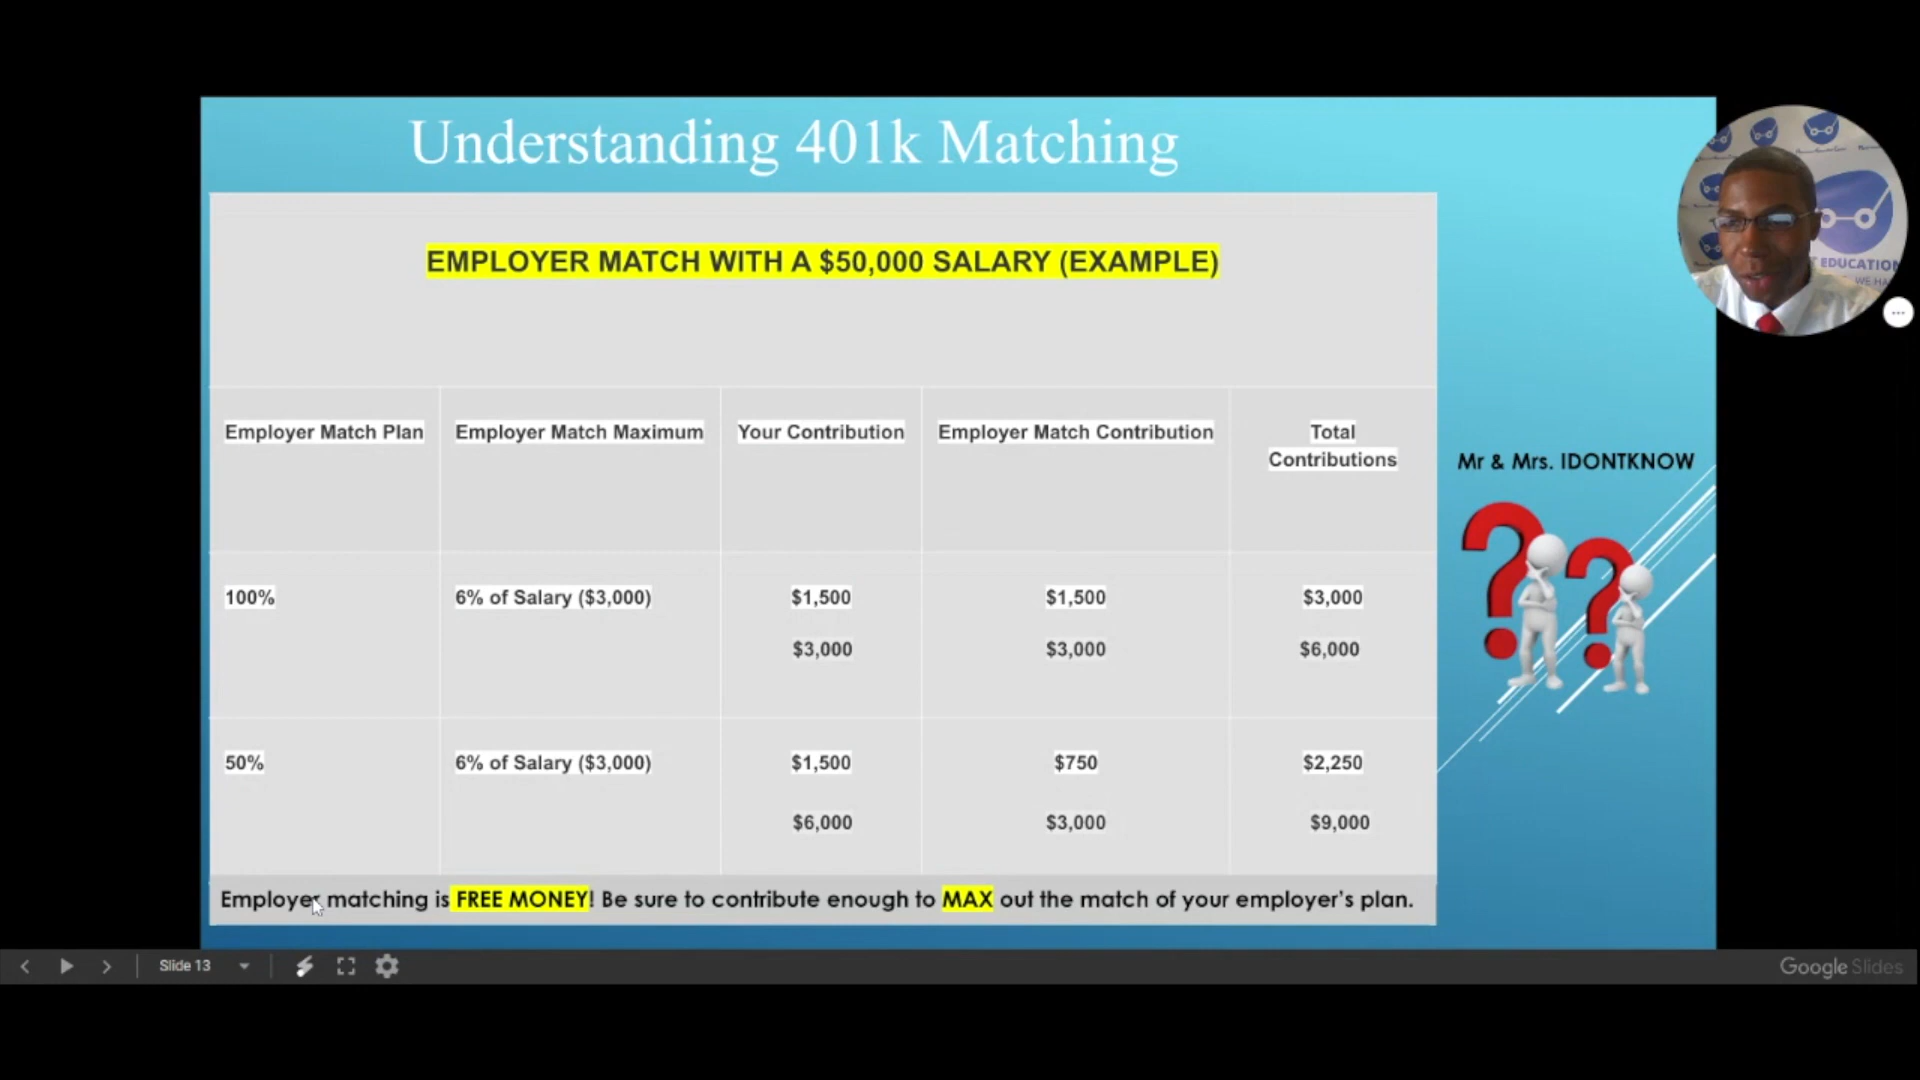 Understanding 401k Matching
EMPLOYER MATCH WITH A $50,000 SALARY (EXAMPLE)
Employer Match Plan
Employer Match Maximum
Your Contribution
Employer Match Contribution
Total
Contributions
100%
6% of Salary ($3,000)
$1,500
$1,500
$3,000
$3,000
$3,000
$6,000
50%
6% of Salary ($3,000)
$1,500
$750
$2,250
$6,000
$3,000
$9,000
Employer matching is FREE MONEY! Be sure to contribute enough to MAX out the match of your employer's plan.
Mr & Mrs. IDONTKNOW
EDUCATION
WE HA
Slide 13
Google Slides